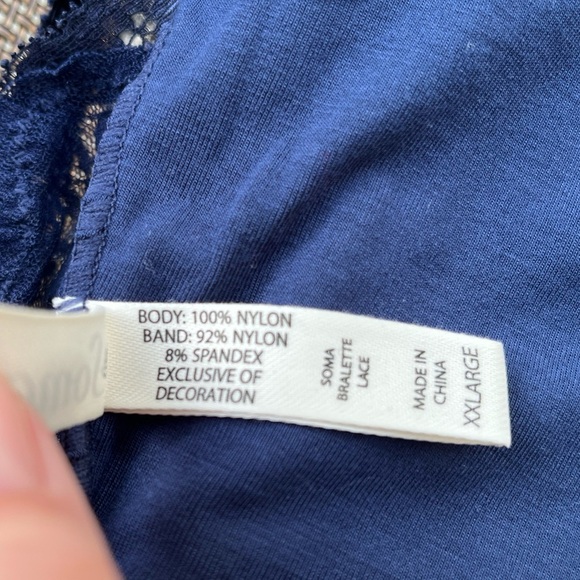 BODY: 100% NYLON
BAND: 92% NYLON
8% SPANDEX
EXCLUSIVE OF
DECORATION
SOMA
BRALETTE
LACE
MADE IN
CHINA
XXLARGE